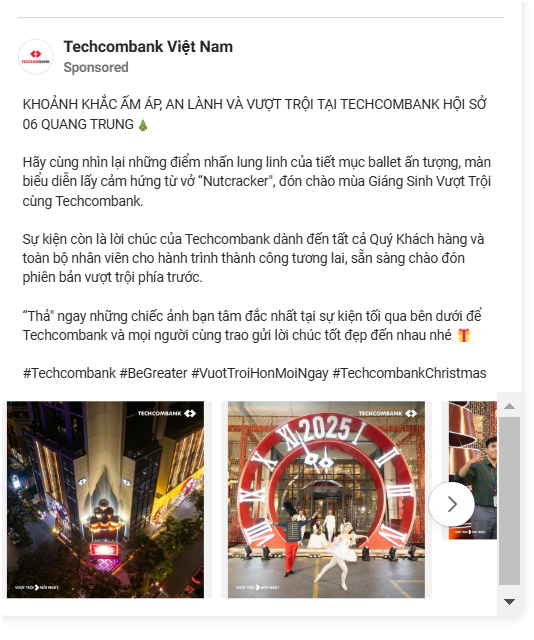 TECHCOMBANK
Techcombank Việt Nam
Sponsored
KHOẢNH KHẮC ẤM ÁP, AN LÀNH VÀ VƯỢT TRỘI TẠI TECHCOMBANK HỘI SỞ
06 QUANG TRUNG🎄
Hãy cùng nhìn lại những điểm nhấn lung linh của tiết mục ballet ấn tượng, màn
biểu diễn lấy cảm hứng từ vở “Nutcracker", đón chào mùa Giáng Sinh Vượt Trội
cùng Techcombank.
Sự kiện còn là lời chúc của Techcombank dành đến tất cả Quý Khách hàng và
toàn bộ nhân viên cho hành trình thành công tương lai, sẵn sàng chào đón
phiên bản vượt trội phía trước.
“Thả" ngay những chiếc ảnh bạn tâm đắc nhất tại sự kiện tối qua bên dưới để
Techcombank và mọi người cùng trao gửi lời chúc tốt đẹp đến nhau nhé 🎁
#Techcombank #BeGreater #VuotTroiHonMoiNgay #TechcombankChristmas
TECHCOMBANK
VƯỢT TRỘI HƠN MỖI NGÀY
TECHCOMBANK
XI XII 2025 I
VƯỢT TRỘI HƠN MỖI NGÀY